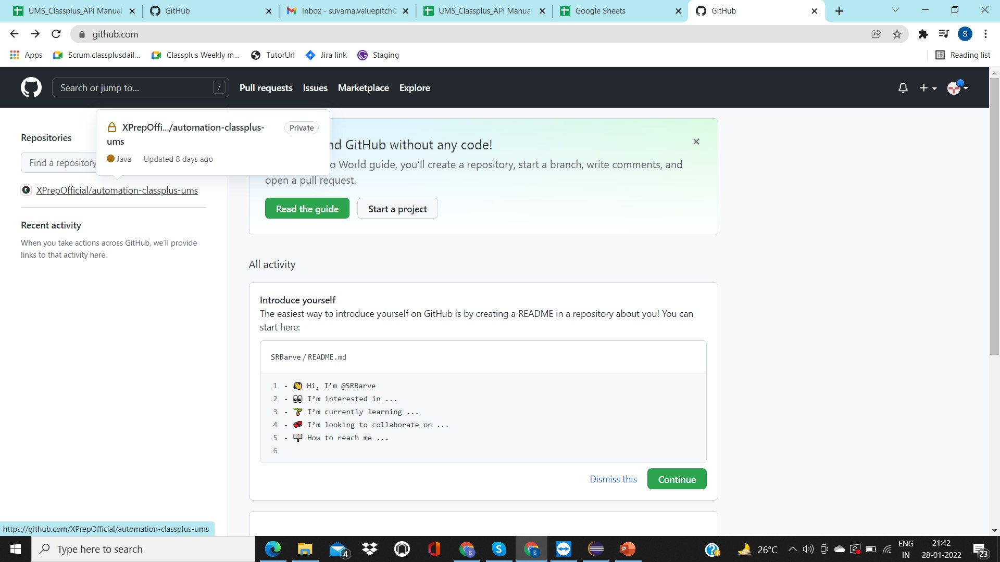 UMS_Classplus_API Manual
GitHub
Inbox - suvarna.valuepitch@
UMS_Classplus_API Manual
Google Sheets
GitHub
github.com
S
Apps
Scrum.classplusdail...
Classplus Weekly m...
TutorUrl
Jira link
Staging
Reading list
Search or jump to...
/
Pull requests
Issues
Marketplace
Explore
XPrepOffi.../automation-classplus-
ums
Private
Java
Updated 8 days ago
Repositories
Find a repository
XPrepOfficial/automation-classplus-ums
Recent activity
When you take actions across GitHub, we’ll provide
links to that activity here.
nd GitHub without any code!
o World guide, you’ll create a repository, start a branch, write comments, and
open a pull request.
Read the guide
Start a project
All activity
Introduce yourself
The easiest way to introduce yourself on GitHub is by creating a README in a repository about you! You can
start here:
SRBarve / README.md
1 - 👋 Hi, I’m @SRBarve
2 - 👀 I’m interested in ...
3 - 🌱 I’m currently learning ...
4 - 💞️ I’m looking to collaborate on ...
5 - 📫 How to reach me ...
6
Dismiss this
Continue
https://github.com/XPrepOfficial/automation-classplus-ums
Type here to search
4
26°C
ENG
IN
21:42
28-01-2022
23